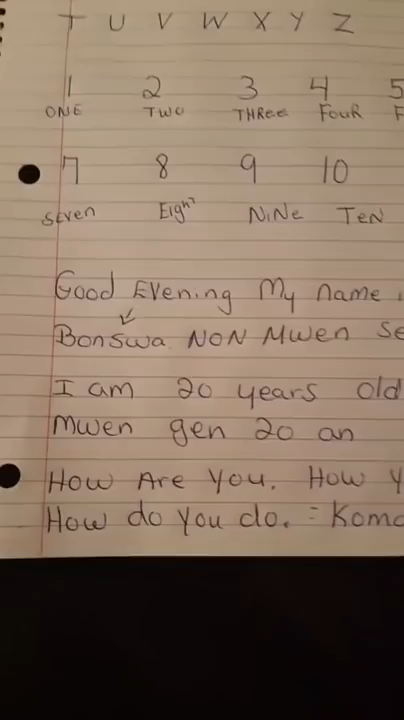 T U V W X Y Z
1 2 3 4 5
ONE TWO THREE FOUR F
7 8 9 10
SEVEN EIGHT NINE TEN
Good Evening My name
Bonswa NON Mwen se
I am 20 years old
Mwen gen 20 an
How Are You. How Y
How do you do. = Komo